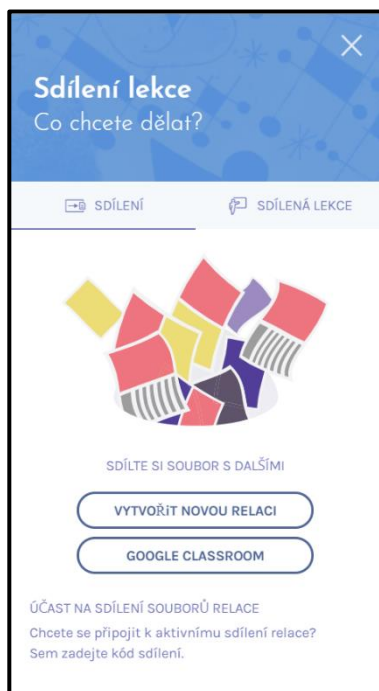 Sdílení lekce
Co chcete dělat?
SDÍLENÍ
SDÍLENÁ LEKCE
SDÍLTE SI SOUBOR S DALŠÍMI
VYTVOŘiT NOVOU RELACI
GOOGLE CLASSROOM
ÚČAST NA SDÍLENÍ SOUBORŮ RELACE
Chcete se připojit k aktivnímu sdílení relace?
Sem zadejte kód sdílení.